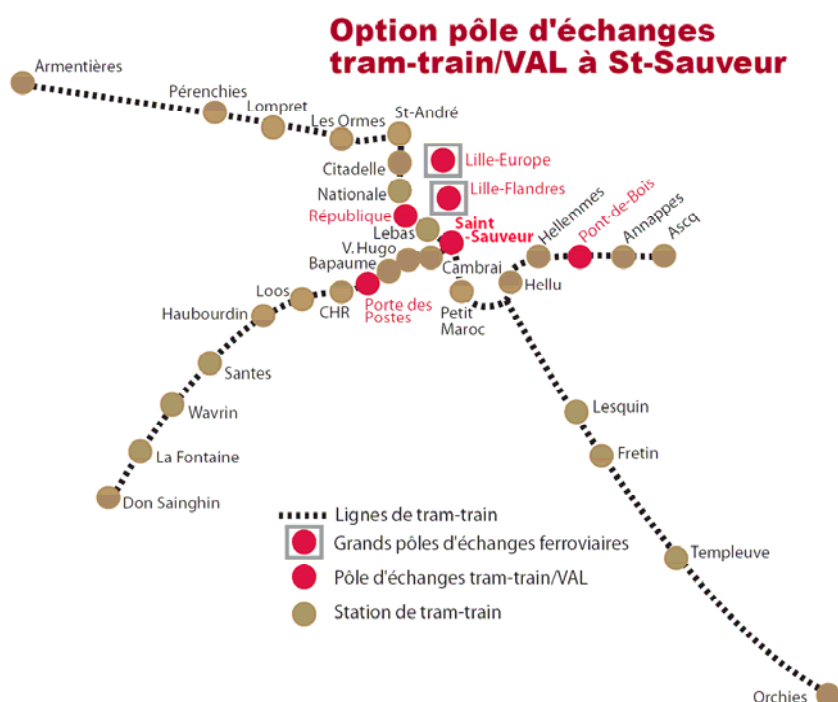 Option pôle d'échanges
tram-train/VAL à St-Sauveur
Armentières
Pérenchies
Lompret
Les Ormes
St-André
Citadelle
Lille-Europe
Nationale
Lille-Flandres
République
Lebas
Saint
-Sauveur
V. Hugo
Bapaume
Cambrai
Hellemmes
Pont-de-Bois
Annappes
Ascq
Hellu
Loos
CHR
Porte des
Postes
Petit
Maroc
Haubourdin
Santes
Wavrin
La Fontaine
Don Sainghin
Lesquin
Fretin
Templeuve
Orchies
Lignes de tram-train
Grands pôles d'échanges ferroviaires
Pôle d'échanges tram-train/VAL
Station de tram-train